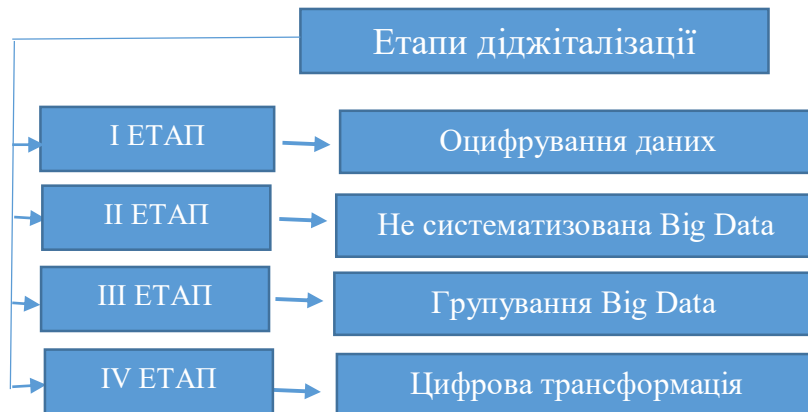 Етапи діджіталізації
І ЕТАП
Оцифрування даних
ІІ ЕТАП
Не систематизована Big Data
ІІІ ЕТАП
Групування Big Data
IV ЕТАП
Цифрова трансформація